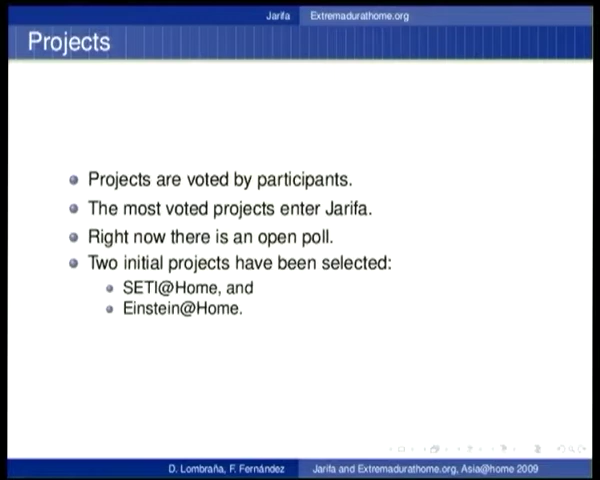 Jarifa Extremadurathome.org
Projects
Projects are voted by participants.
The most voted projects enter Jarifa.
Right now there is an open poll.
Two initial projects have been selected:
SETI@Home, and
Einstein@Home.
D. Lombraña, F. Fernández Jarifa and Extremadurathome.org, Asia@home 2009